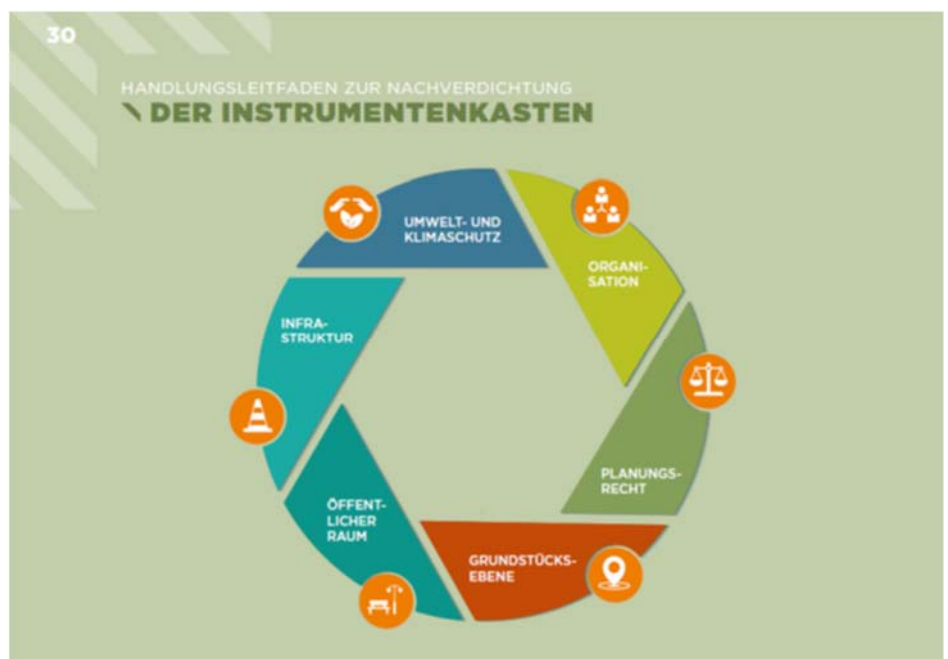 30
HANDLUNGSLEITFADEN ZUR NACHVERDICHTUNG
DER INSTRUMENTENKASTEN
UMWELT- UND
KLIMASCHUTZ
ORGANI-
SATION
INFRA-
STRUKTUR
PLANUNGS-
RECHT
ÖFFENT-
LICHER
RAUM
GRUNDSTÜCKS-
EBENE